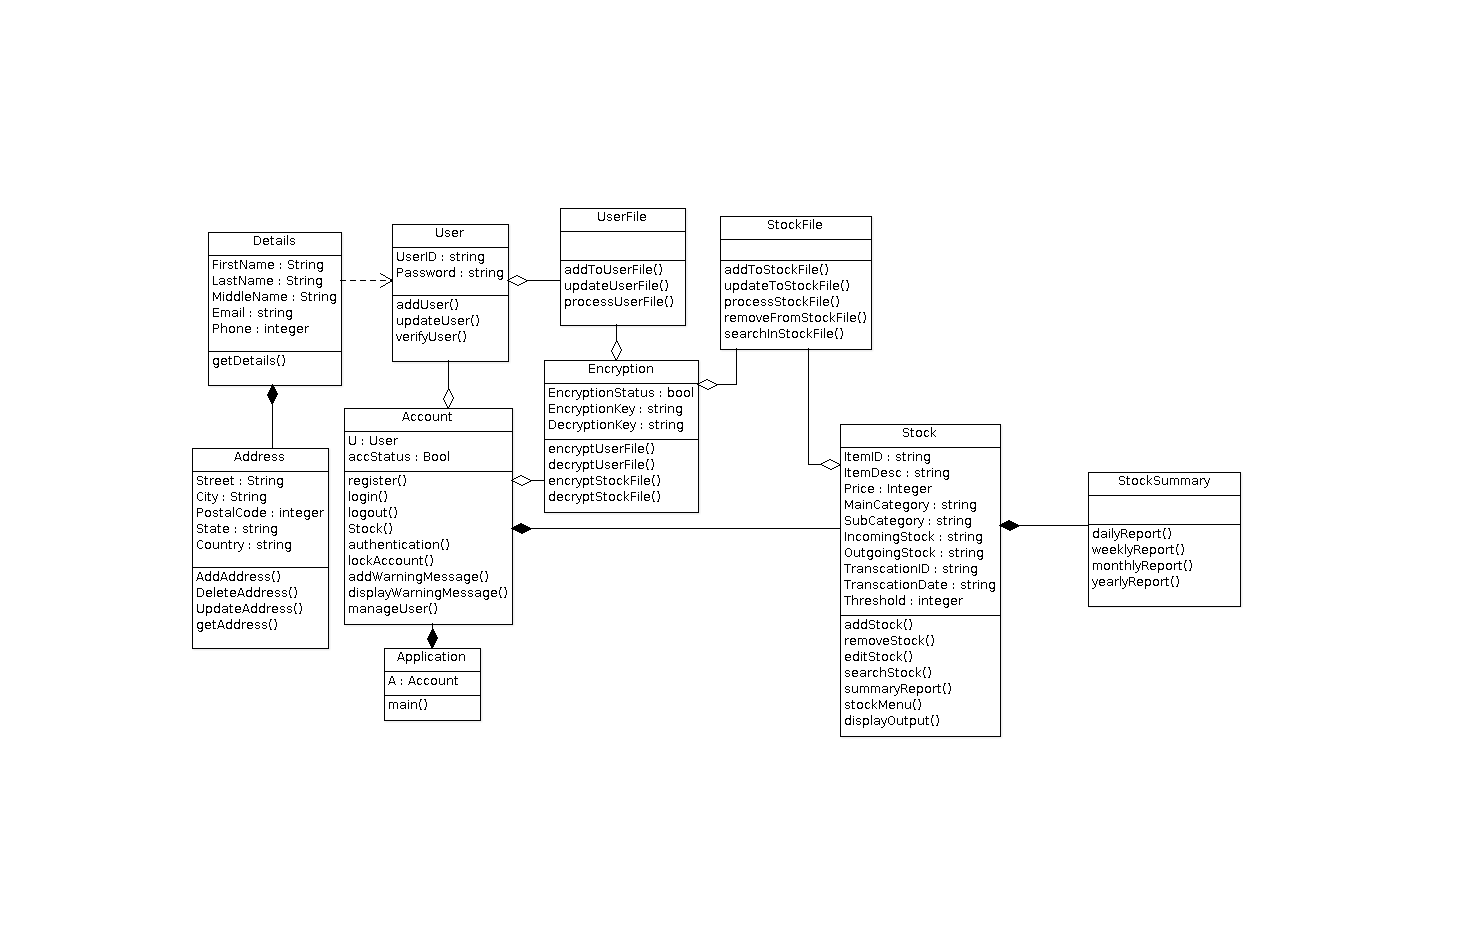 Details
FirstName : String
LastName : String
MiddleName : String
Email : string
Phone : integer
getDetails()
User
UserID : string
Password : string
addUser()
updateUser()
verifyUser()
UserFile
addToUserFile()
updateUserFile()
processUserFile()
StockFile
addToStockFile()
updateToStockFile()
processStockFile()
removeFromStockFile()
searchInStockFile()
Encryption
EncryptionStatus : bool
EncryptionKey : string
DecryptionKey : string
encryptUserFile()
decryptUserFile()
encryptStockFile()
decryptStockFile()
Address
Street : String
City : String
PostalCode : integer
State : string
Country : string
AddAddress()
DeleteAddress()
UpdateAddress()
getAddress()
Account
U : User
accStatus : Bool
register()
login()
logout()
Stock()
authentication()
lockAccount()
addWarningMessage()
displayWarningMessage()
manageUser()
Application
A : Account
main()
Stock
ItemID : string
ItemDesc : string
Price : Integer
MainCategory : string
SubCategory : string
IncomingStock : string
OutgoingStock : string
TranscationID : string
TranscationDate : string
Threshold : integer
addStock()
removeStock()
editStock()
searchStock()
summaryReport()
stockMenu()
displayOutput()
StockSummary
dailyReport()
weeklyReport()
monthlyReport()
yearlyReport()